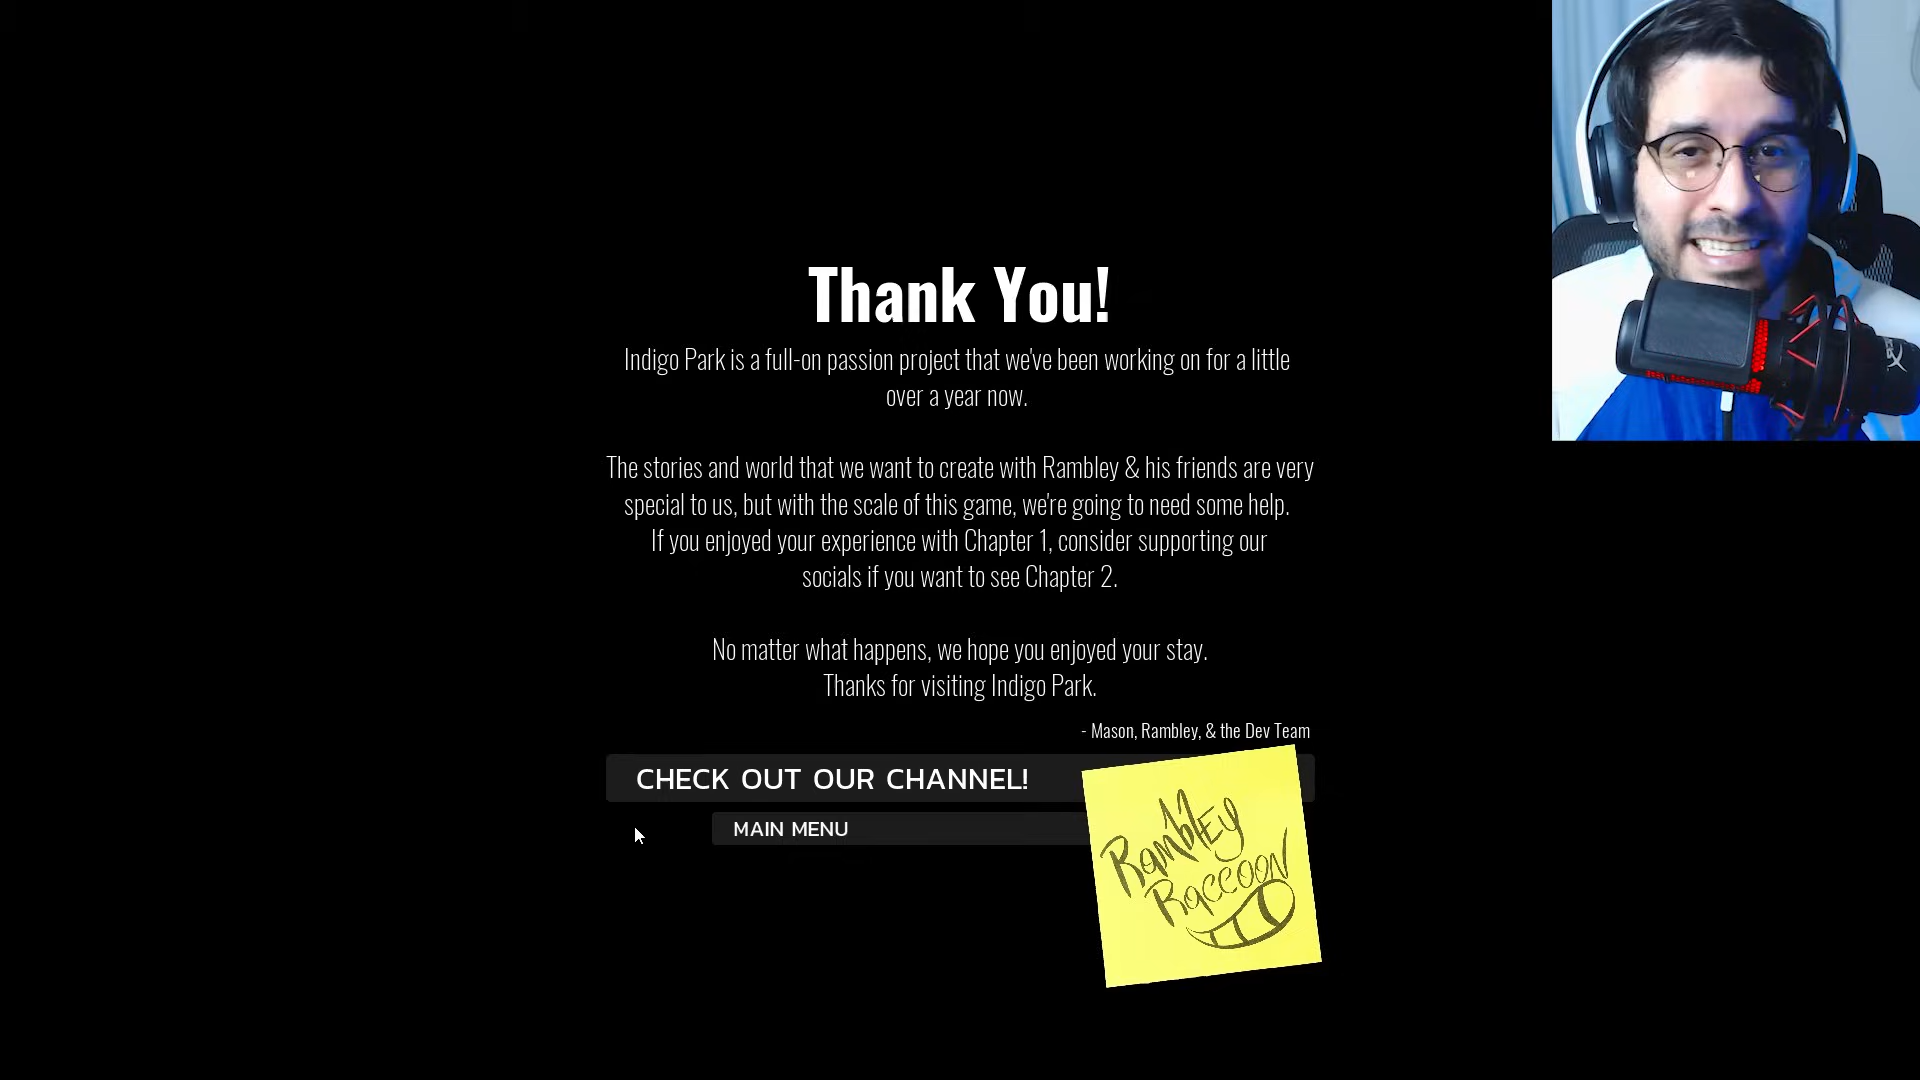 Thank You!
Indigo Park is a full-on passion project that we've been working on for a little
over a year now.
The stories and world that we want to create with Rambley & his friends are very
special to us, but with the scale of this game, we're going to need some help.
If you enjoyed your experience with Chapter 1, consider supporting our
socials if you want to see Chapter 2.
No matter what happens, we hope you enjoyed your stay.
Thanks for visiting Indigo Park.
- Mason, Rambley, & the Dev Team
CHECK OUT OUR CHANNEL!
MAIN MENU
Rambley
Raccoon